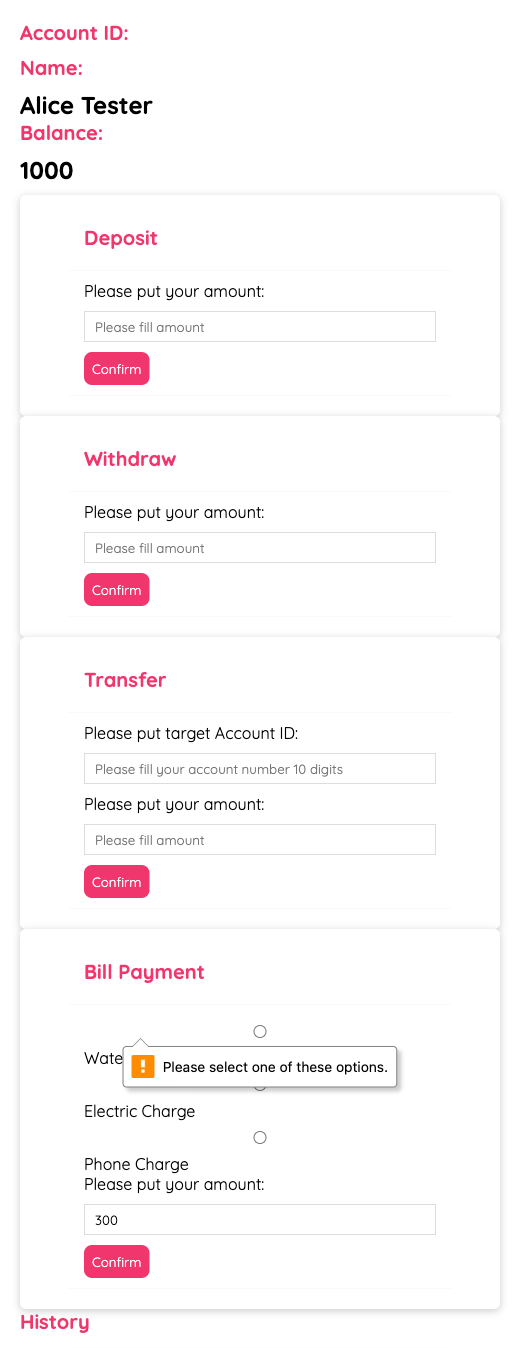 Account ID:
Name:
Alice Tester
Balance:
1000
Deposit
Please put your amount:
Please fill amount
Confirm
Withdraw
Please put your amount:
Please fill amount
Confirm
Transfer
Please put target Account ID:
Please fill your account number 10 digits
Please put your amount:
Please fill amount
Confirm
Bill Payment
Wate
Please select one of these options.
Electric Charge
Phone Charge
Please put your amount:
300
Confirm
History